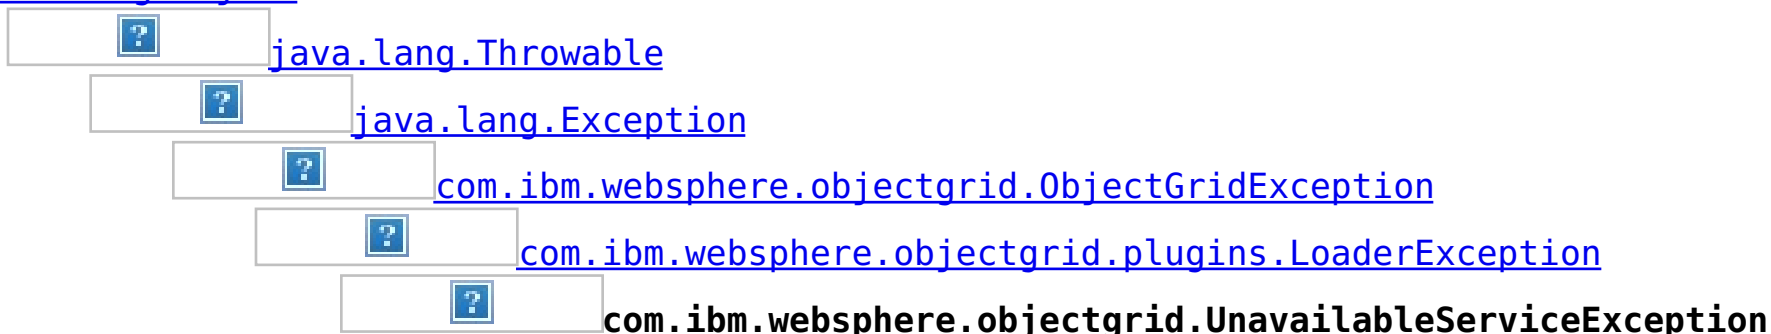 java.lang.Throwable
java.lang.Exception
com.ibm.websphere.objectgrid.ObjectGridException
com.ibm.websphere.objectgrid.plugins.LoaderException
com.ibm.websphere.objectgrid.UnavailableServiceException